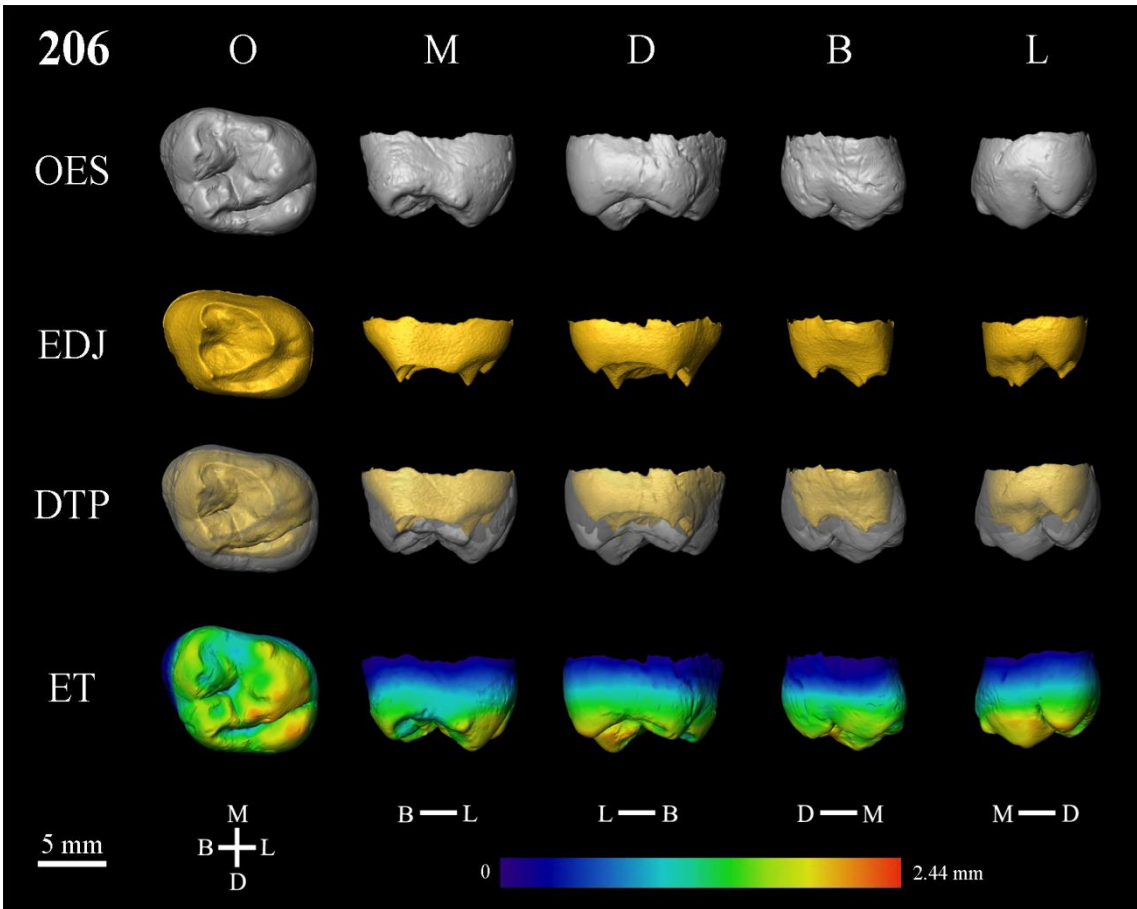 206 O M D B L
OES
EDJ
DTP
ET
M
B L
D
5 mm
B — L
L — B
D — M
M — D
0 2.44 mm